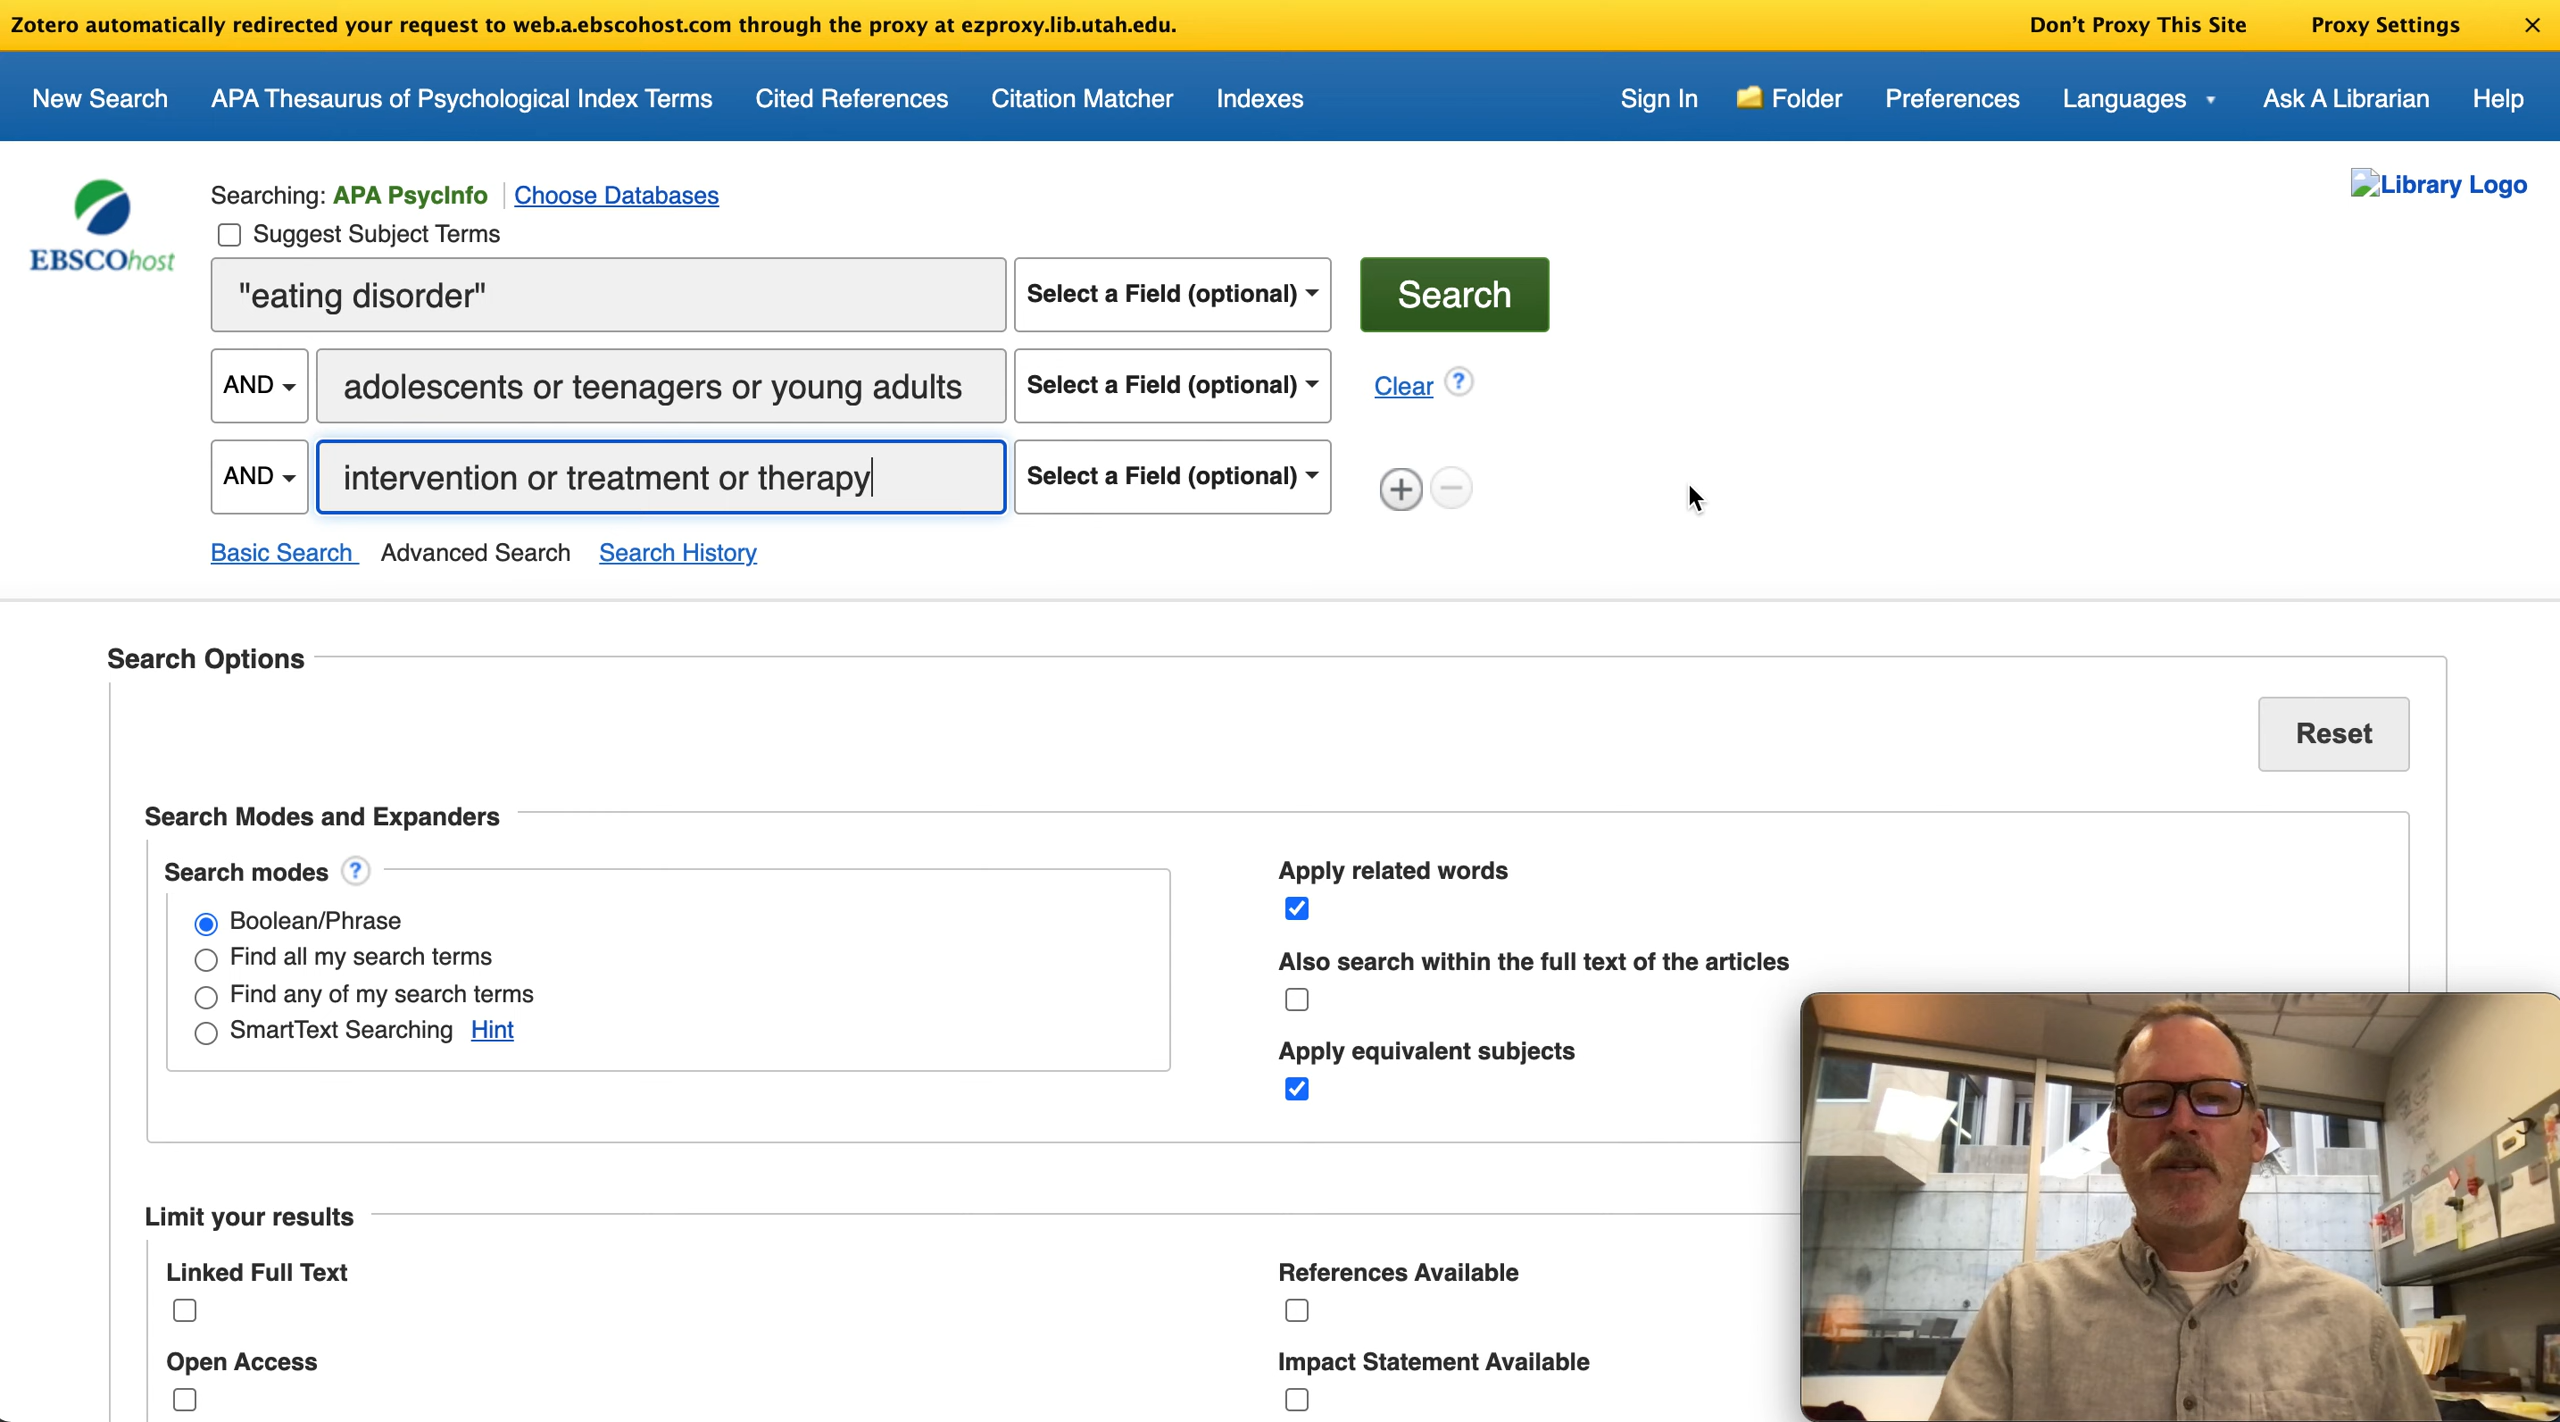 Zotero automatically redirected your request to web.a.ebscohost.com through the proxy at ezproxy.lib.utah.edu. Don't Proxy This Site Proxy Settings
New Search APA Thesaurus of Psychological Index Terms Cited References Citation Matcher Indexes Sign In Folder Preferences Languages Ask A Librarian Help
EBSCOhost
Searching: APA PsycInfo Choose Databases
Library Logo
Suggest Subject Terms
"eating disorder" Select a Field (optional) Search
AND adolescents or teenagers or young adults Select a Field (optional) Clear ?
AND intervention or treatment or therapy Select a Field (optional)
Basic Search Advanced Search Search History
Search Options
Reset
Search Modes and Expanders
Search modes ?
Boolean/Phrase
Find all my search terms
Find any of my search terms
SmartText Searching Hint
Apply related words
Also search within the full text of the articles
Apply equivalent subjects
Limit your results
Linked Full Text
References Available
Open Access
Impact Statement Available